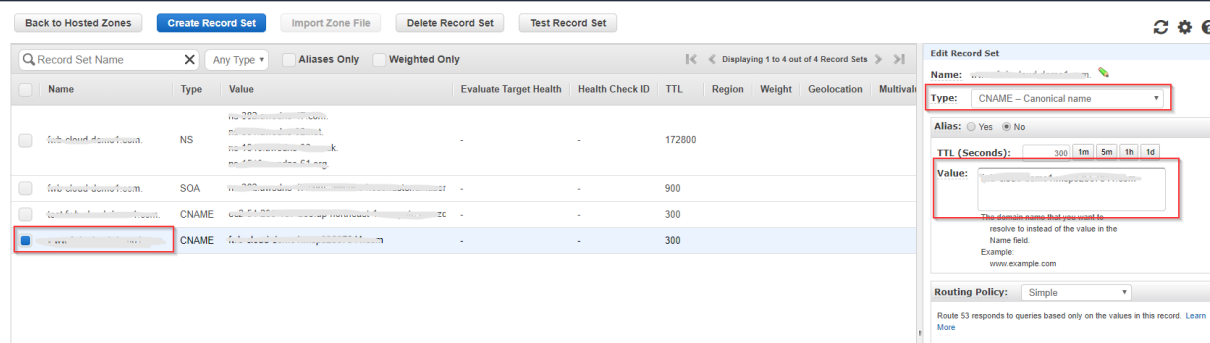 Back to Hosted Zones Create Record Set Import Zone File Delete Record Set Test Record Set
Record Set Name X Any Type Aliases Only Weighted Only Displaying 1 to 4 out of 4 Record Sets
Name Type Value Evaluate Target Health Health Check ID TTL Region Weight Geolocation Multival
NS - - 172800
SOA - - 900
CNAME - - 300
CNAME - - 300
Edit Record Set
Name:
Type: CNAME – Canonical name
Alias: Yes No
TTL (Seconds): 300 1m 5m 1h 1d
Value:
The domain name that you want to
resolve to instead of the value in the
Name field.
Example:
www.example.com
Routing Policy: Simple
Route 53 responds to queries based only on the values in this record. Learn
More